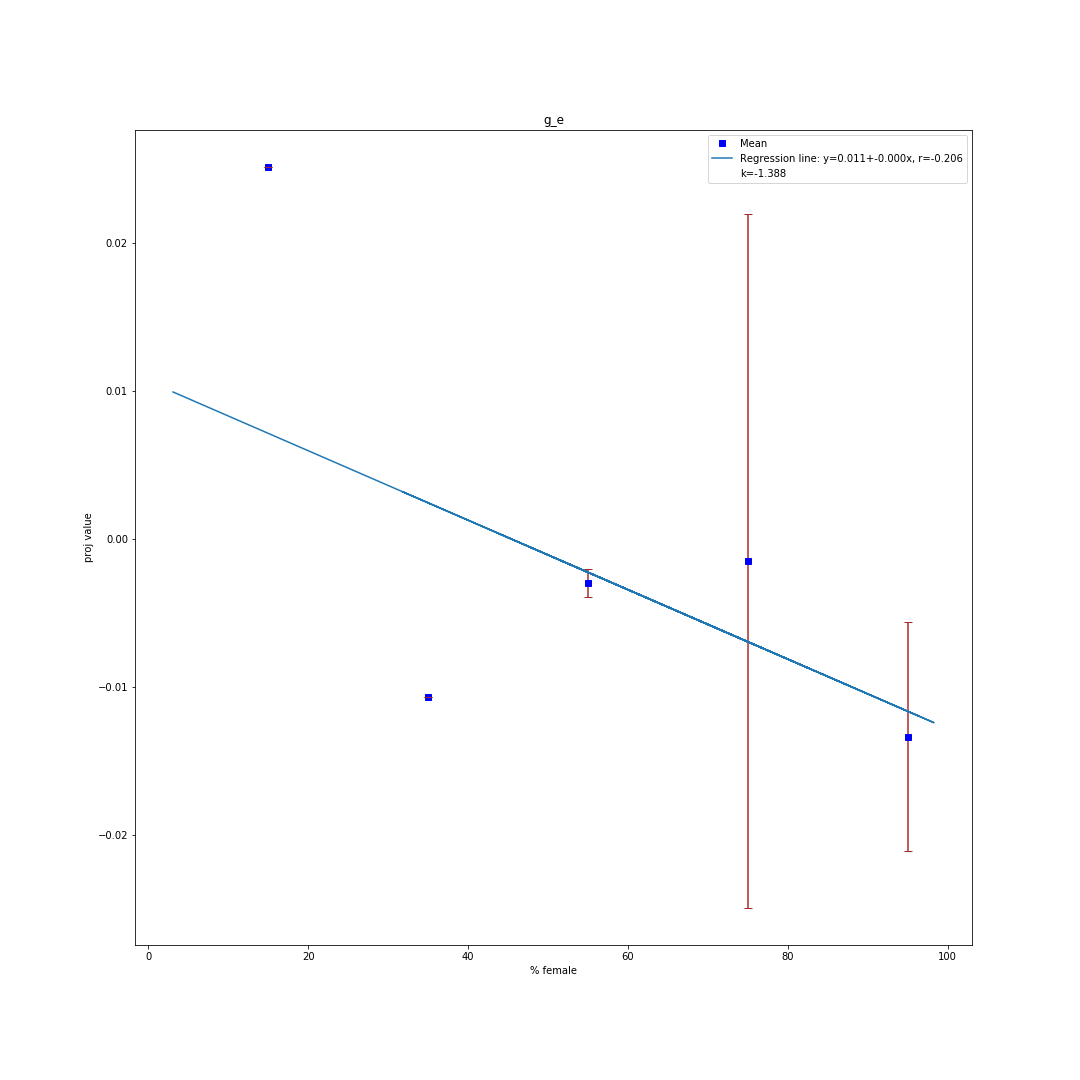 g_e
Mean
Regression line: y=0.011+-0.000x, r=-0.206
k=-1.388
0.02
0.01
0.00
−0.01
−0.02
proj value
0 20 40 60 80 100
% female